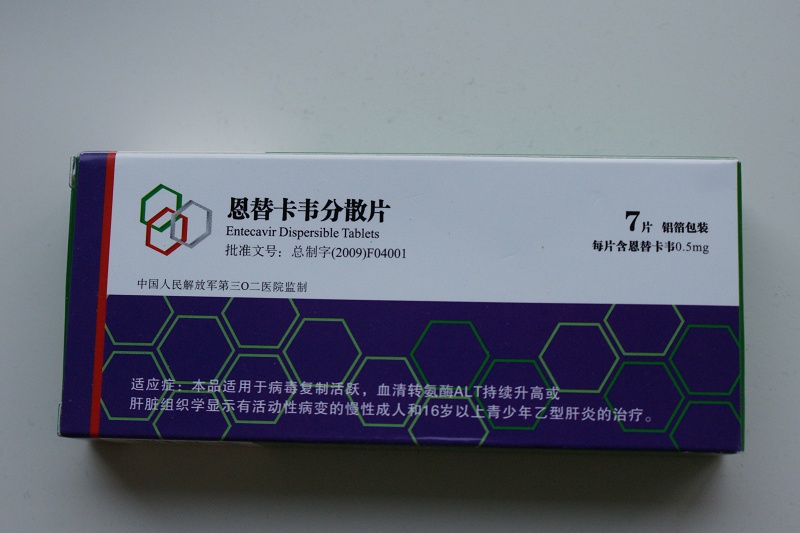 恩替卡韦分散片
Entecavir Dispersible Tablets
批准文号：总制字(2009)F04001
7片 铝箔包装
每片含恩替卡韦0.5mg
中国人民解放军第三O二医院监制
适应症：本品适用于病毒复制活跃，血清转氨酶ALT持续升高或
肝脏组织学显示有活动性病变的慢性成人和16岁以上青少年乙型肝炎的治疗。